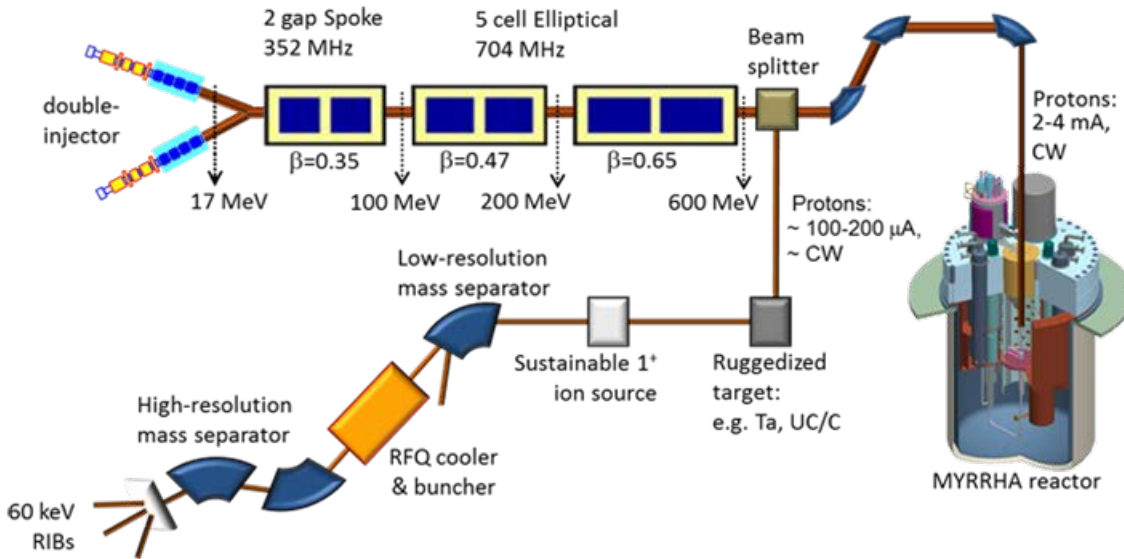 2 gap Spoke
352 MHz
5 cell Elliptical
704 MHz
Beam
splitter
double-
injector
β=0.35
β=0.47
β=0.65
17 MeV
100 MeV
200 MeV
600 MeV
Protons:
2-4 mA,
CW
Protons:
~ 100-200 μA,
~ CW
Low-resolution
mass separator
Sustainable 1⁺
ion source
Ruggedized
target:
e.g. Ta, UC/C
High-resolution
mass separator
RFQ cooler
& buncher
60 keV
RIBs
MYRRHA reactor